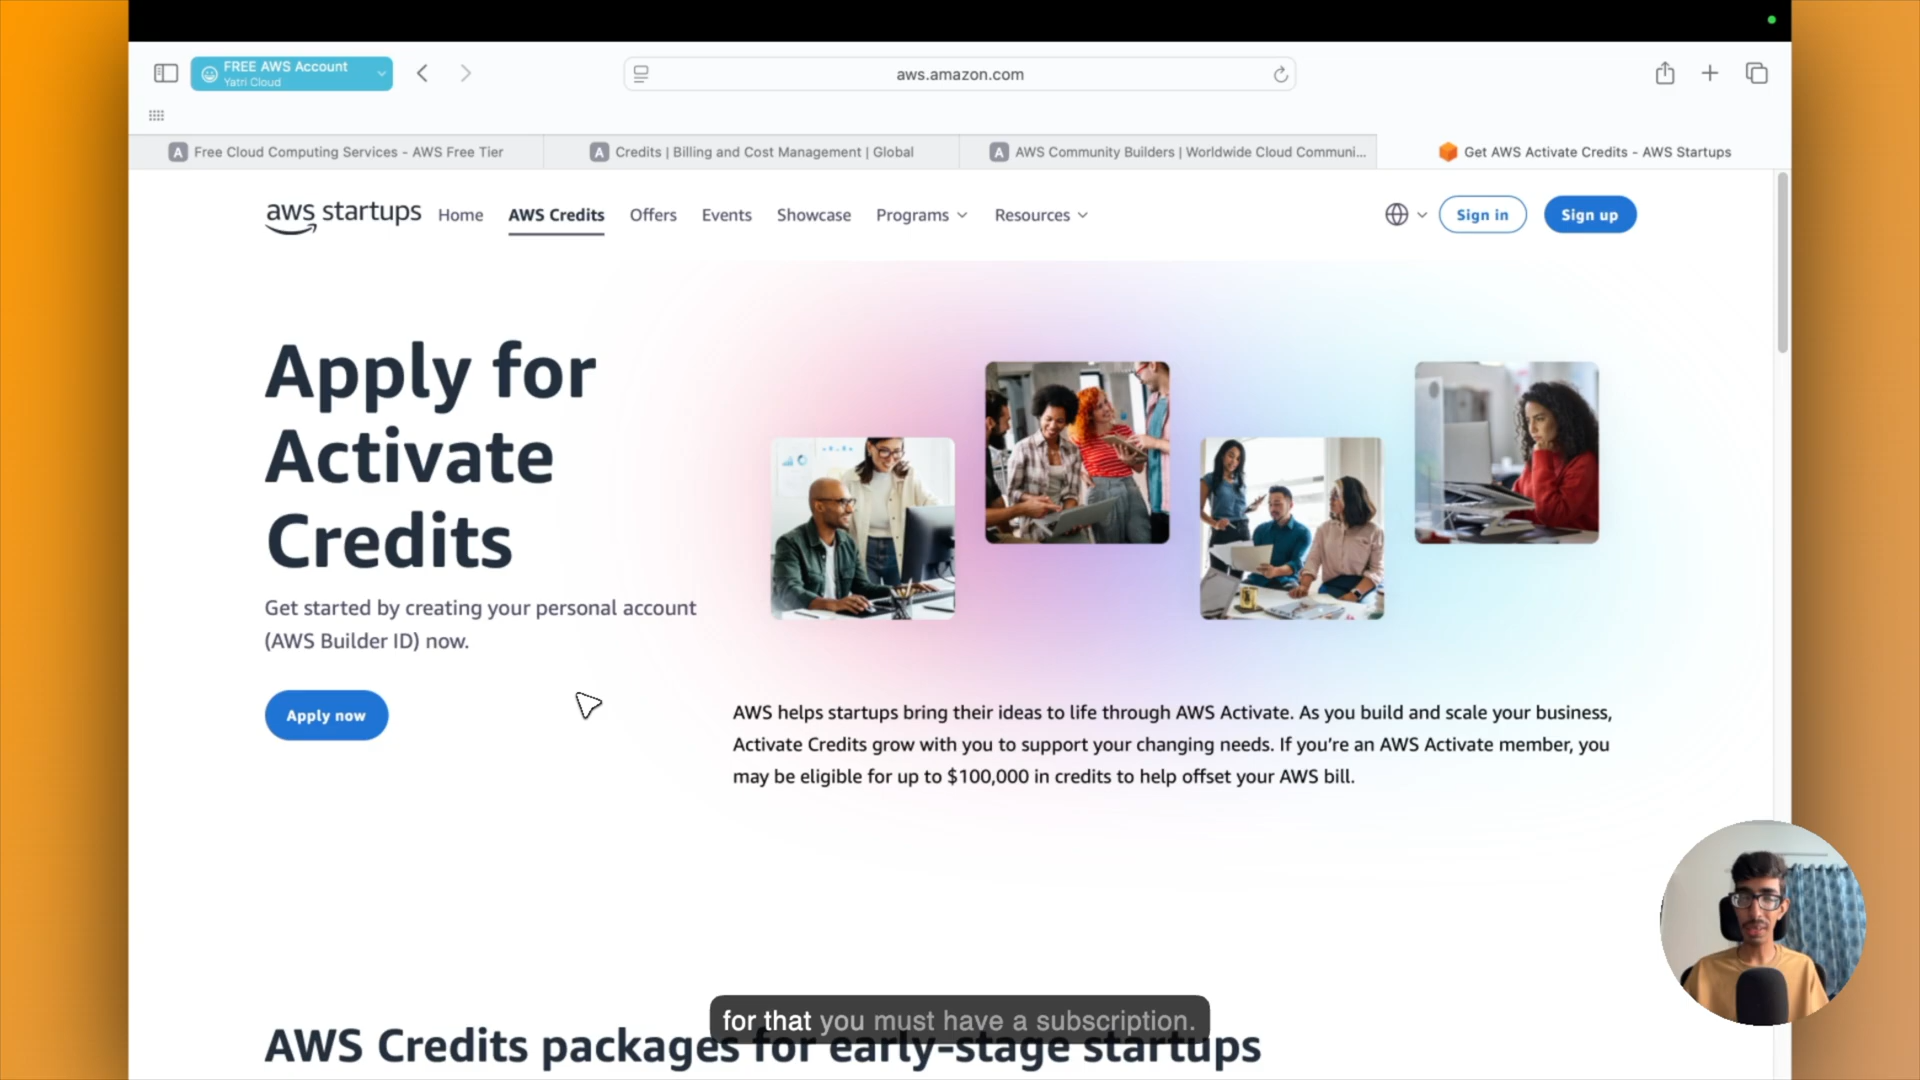 FREE AWS Account
Yatri Cloud
aws.amazon.com
Free Cloud Computing Services - AWS Free Tier
Credits | Billing and Cost Management | Global
AWS Community Builders | Worldwide Cloud Communi...
Get AWS Activate Credits - AWS Startups
aws startups
Home
AWS Credits
Offers
Events
Showcase
Programs
Resources
Sign in
Sign up
Apply for
Activate
Credits
Get started by creating your personal account
(AWS Builder ID) now.
Apply now
AWS helps startups bring their ideas to life through AWS Activate. As you build and scale your business,
Activate Credits grow with you to support your changing needs. If you’re an AWS Activate member, you
may be eligible for up to $100,000 in credits to help offset your AWS bill.
for that you must have a subscription.
AWS Credits packages for early-stage startups